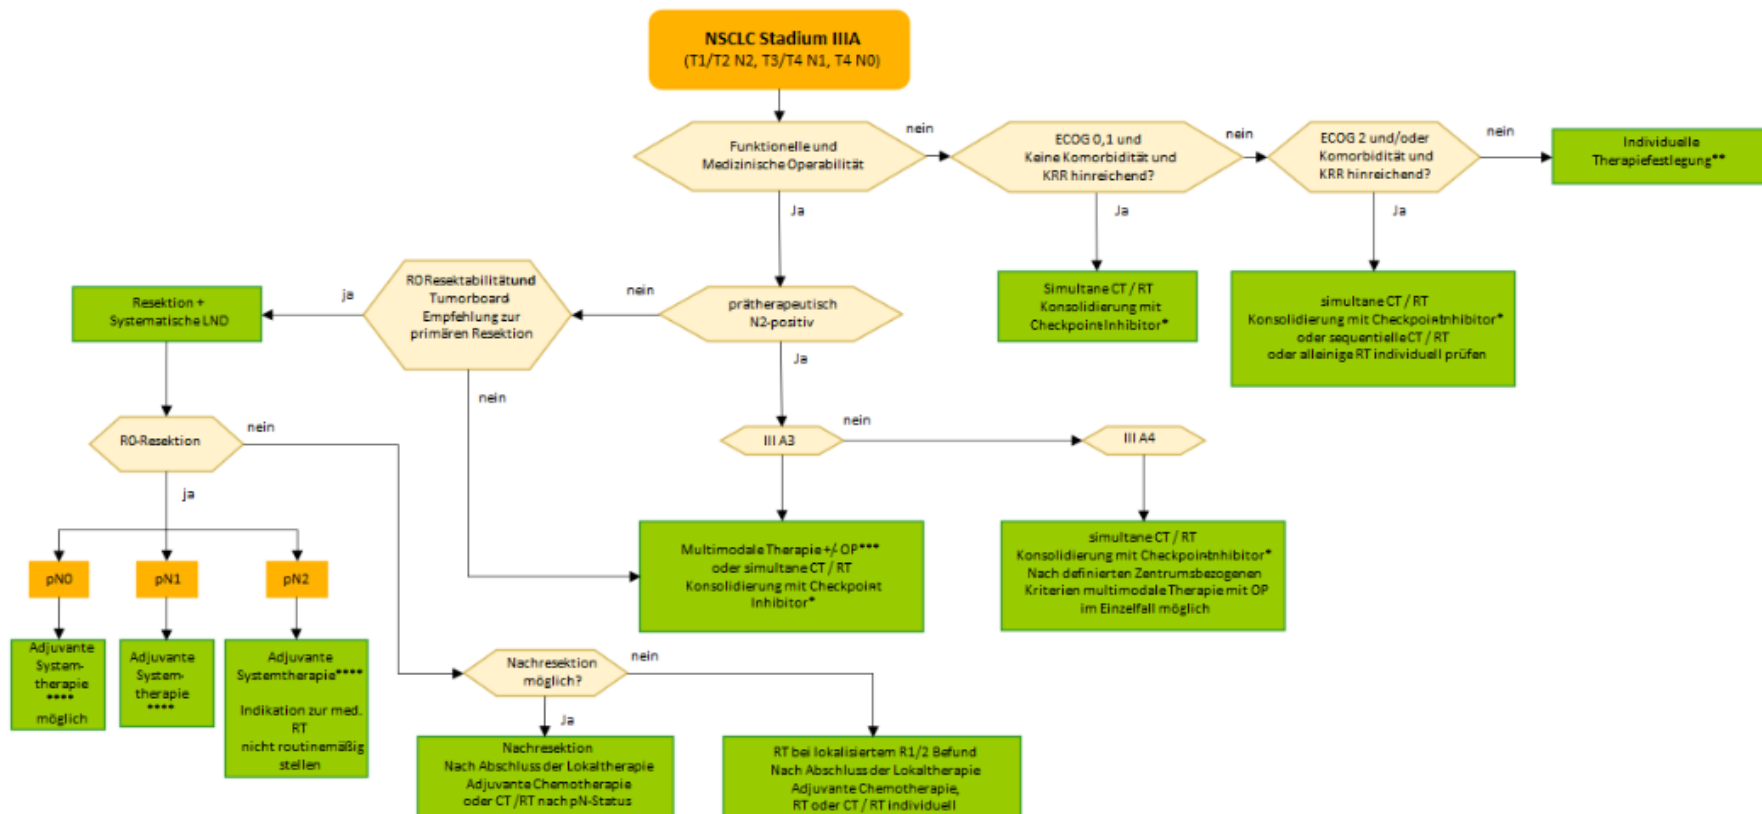 NSCLC Stadium IIIA
(T1/T2 N2, T3/T4 N1, T4 N0)
Funktionelle und
Medizinische Operabilität
nein
ECOG 0,1 und
Keine Komorbidität und
KRR hinreichend?
nein
ECOG 2 und/oder
Komorbidität und
KRR hinreichend?
nein
Individuelle
Therapiefestlegung**
Ja
Ja
Ja
Resektion +
Systematische LND
ja
R0 Resektabilität und
Tumorboard-
Empfehlung zur
primären Resektion
nein
prätherapeutisch
N2-positiv
Simultane CT / RT
Konsolidierung mit
Checkpoint-Inhibitor*
simultane CT / RT
Konsolidierung mit Checkpoint-Inhibitor*
oder sequentielle CT / RT
oder alleinige RT individuell prüfen
Ja
nein
R0-Resektion
nein
III A3
nein
III A4
ja
pN0
pN1
pN2
Multimodale Therapie +/- OP***
oder simultane CT / RT
Konsolidierung mit Checkpoint
Inhibitor*
simultane CT / RT
Konsolidierung mit Checkpoint-Inhibitor*
Nach definierten Zentrumsbezogenen
Kriterien multimodale Therapie mit OP
im Einzelfall möglich
Adjuvante
System-
therapie
****
möglich
Adjuvante
System-
therapie
****
Adjuvante
Systemtherapie****
Indikation zur med.
RT
nicht routinemäßig
stellen
Nachresektion
möglich?
nein
Ja
Nachresektion
Nach Abschluss der Lokaltherapie
Adjuvante Chemotherapie
oder CT /RT nach pN-Status
RT bei lokalisiertem R1/2 Befund
Nach Abschluss der Lokaltherapie
Adjuvante Chemotherapie,
RT oder CT / RT individuell